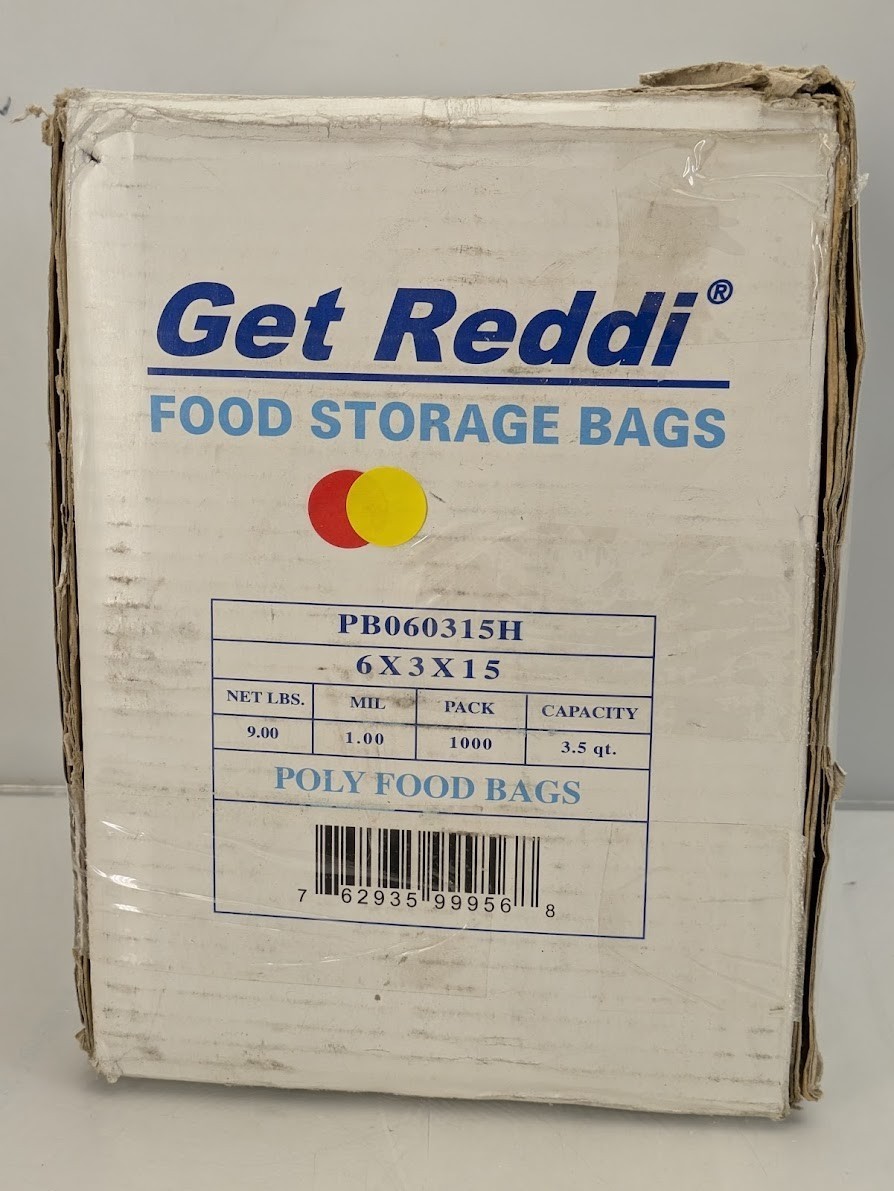 Get Reddi®
FOOD STORAGE BAGS
PB060315H
6X3X15
NET LBS. MIL PACK CAPACITY
9.00 1.00 1000 3.5 qt.
POLY FOOD BAGS
7 62935 99956 8